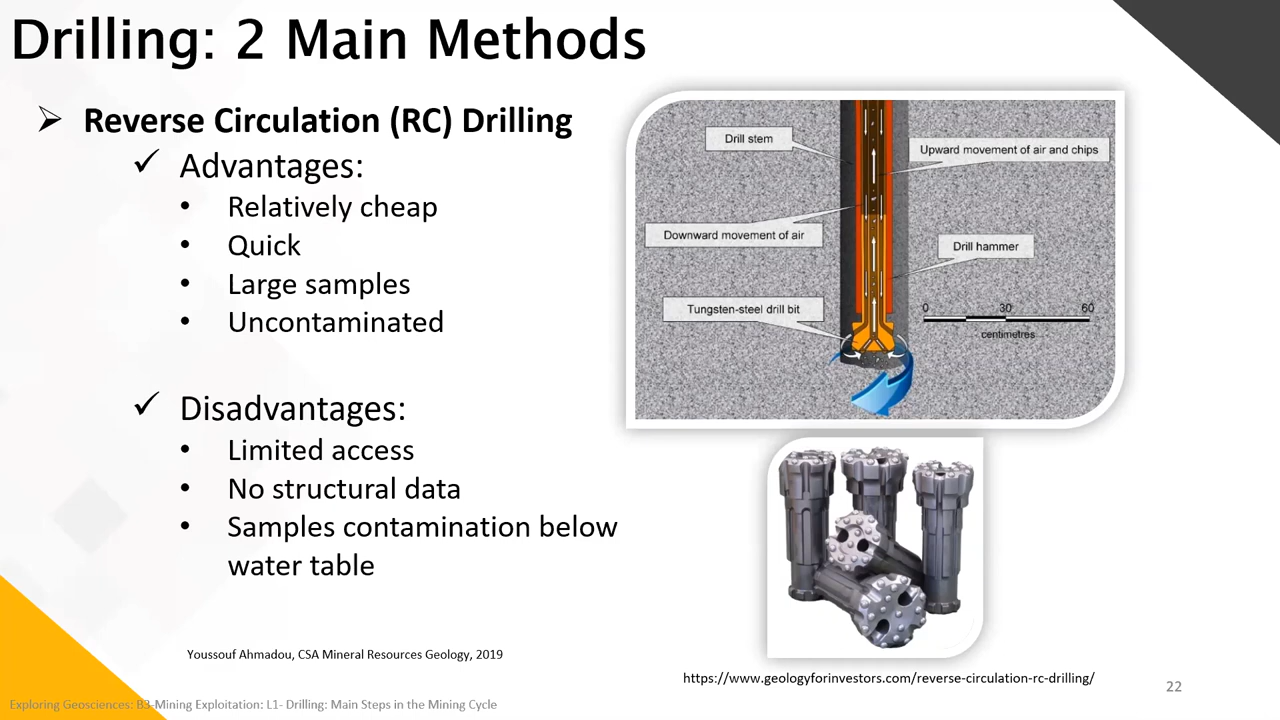 Drilling: 2 Main Methods
➢ Reverse Circulation (RC) Drilling
✓ Advantages:
• Relatively cheap
• Quick
• Large samples
• Uncontaminated
✓ Disadvantages:
• Limited access
• No structural data
• Samples contamination below
water table
Drill stem
Upward movement of air and chips
Downward movement of air
Drill hammer
Tungsten-steel drill bit
0 30 60
centimetres
Youssouf Ahmadou, CSA Mineral Resources Geology, 2019
https://www.geologyforinvestors.com/reverse-circulation-rc-drilling/
22
Exploring Geosciences: B3-Mining Exploitation: L1- Drilling: Main Steps in the Mining Cycle